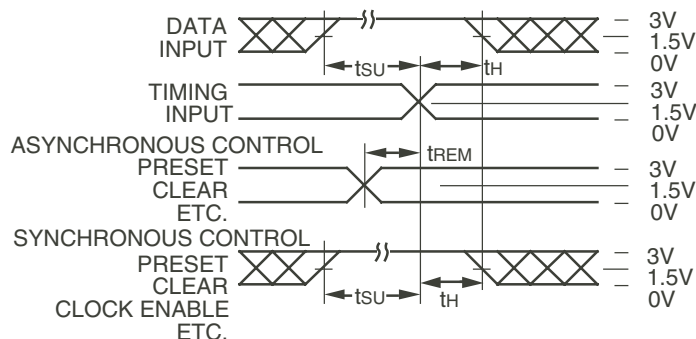 DATA INPUT
3V
1.5V
0V
tSU
tH
TIMING INPUT
3V
1.5V
0V
ASYNCHRONOUS CONTROL
PRESET
CLEAR
ETC.
tREM
3V
1.5V
0V
SYNCHRONOUS CONTROL
PRESET
CLEAR
CLOCK ENABLE
ETC.
tSU
tH
3V
1.5V
0V